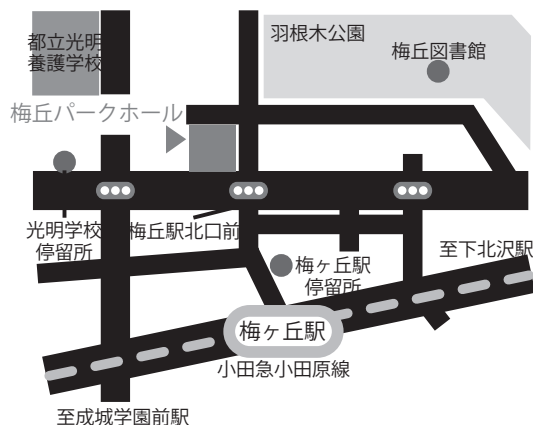 羽根木公園
都立光明
養護学校
梅丘図書館
梅丘パークホール
光明学校
停留所
梅丘駅北口前
至下北沢駅
梅ヶ丘駅
停留所
梅ヶ丘駅
小田急小田原線
至成城学園前駅